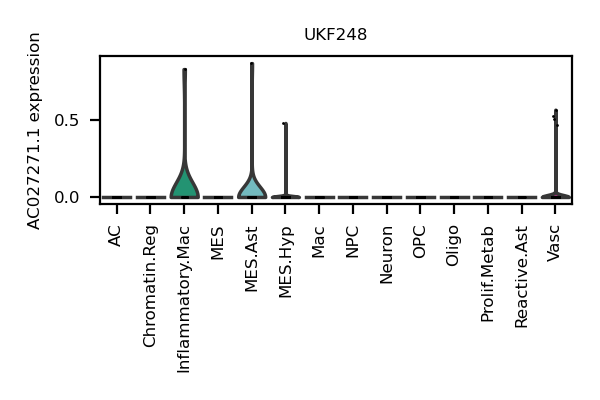 UKF248
AC027271.1 expression
0.5
0.0
AC
Chromatin.Reg
Inflammatory.Mac
MES
MES.Ast
MES.Hyp
Mac
NPC
Neuron
OPC
Oligo
Prolif.Metab
Reactive.Ast
Vasc